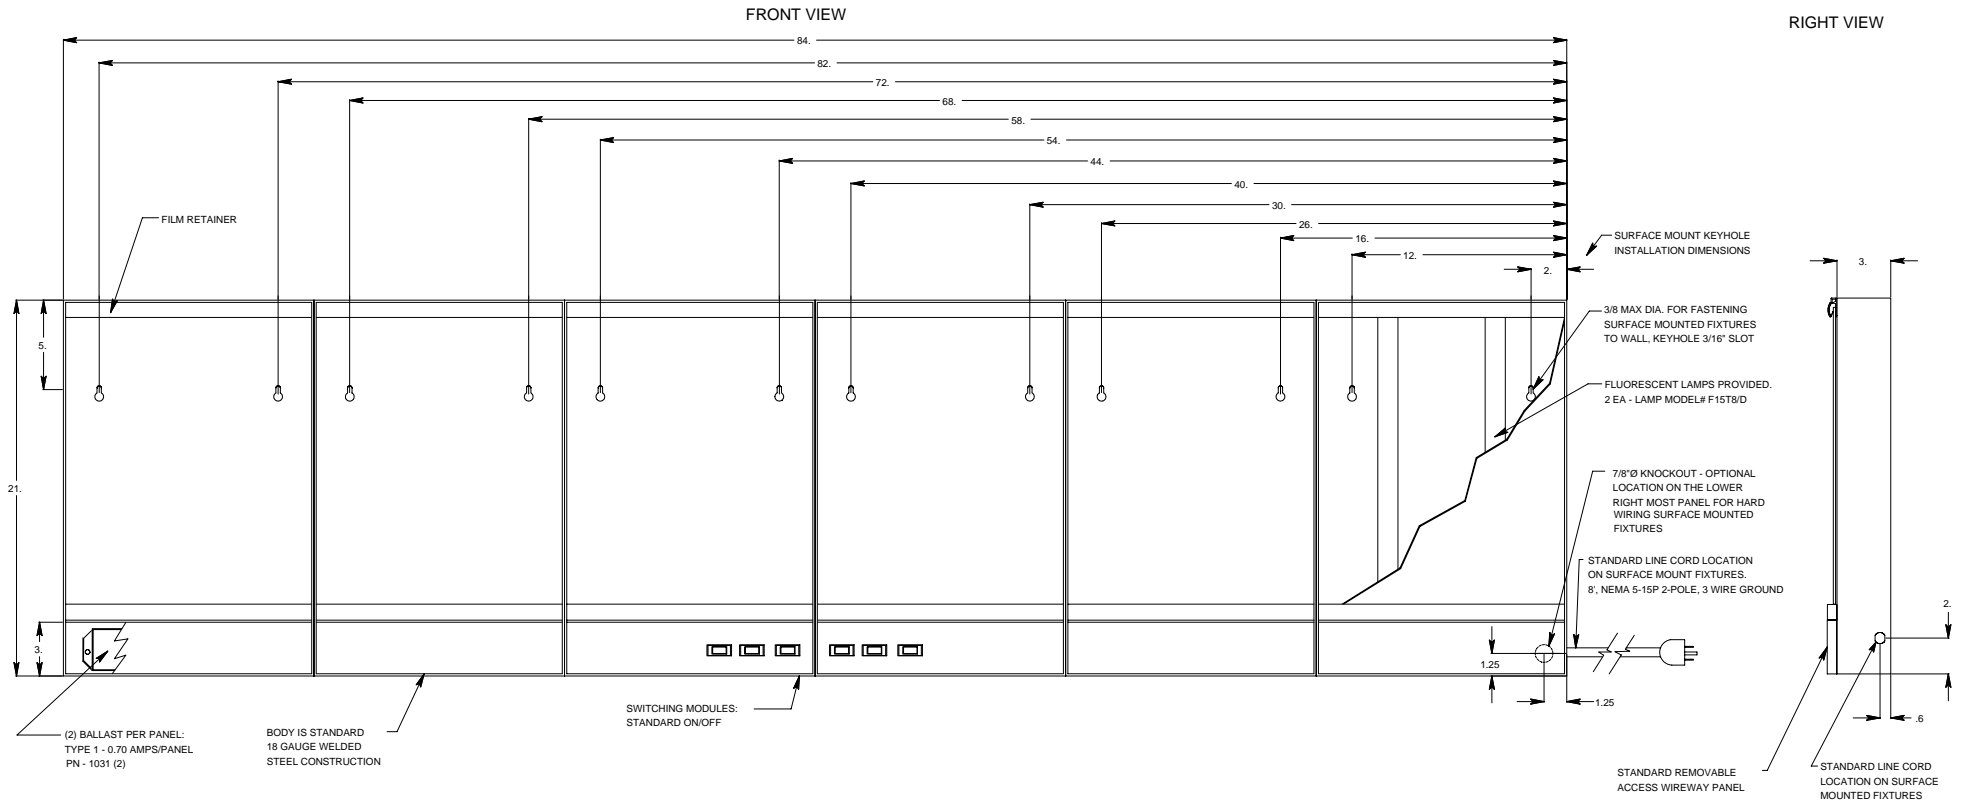 FRONT VIEW
RIGHT VIEW
84.
82.
72.
68.
58.
54.
44.
40.
30.
26.
16.
12.
2.
FILM RETAINER
SURFACE MOUNT KEYHOLE
INSTALLATION DIMENSIONS
3.
5.
3/8 MAX DIA. FOR FASTENING
SURFACE MOUNTED FIXTURES
TO WALL, KEYHOLE 3/16" SLOT
FLUORESCENT LAMPS PROVIDED.
2 EA - LAMP MODEL# F15T8/D
21.
7/8"Ø KNOCKOUT - OPTIONAL
LOCATION ON THE LOWER
RIGHT MOST PANEL FOR HARD
WIRING SURFACE MOUNTED
FIXTURES
STANDARD LINE CORD LOCATION
ON SURFACE MOUNT FIXTURES.
8', NEMA 5-15P 2-POLE, 3 WIRE GROUND
2.
3.
1.25
1.25
.6
SWITCHING MODULES:
STANDARD ON/OFF
(2) BALLAST PER PANEL:
TYPE 1 - 0.70 AMPS/PANEL
PN - 1031 (2)
BODY IS STANDARD
18 GAUGE WELDED
STEEL CONSTRUCTION
STANDARD REMOVABLE
ACCESS WIREWAY PANEL
STANDARD LINE CORD
LOCATION ON SURFACE
MOUNTED FIXTURES